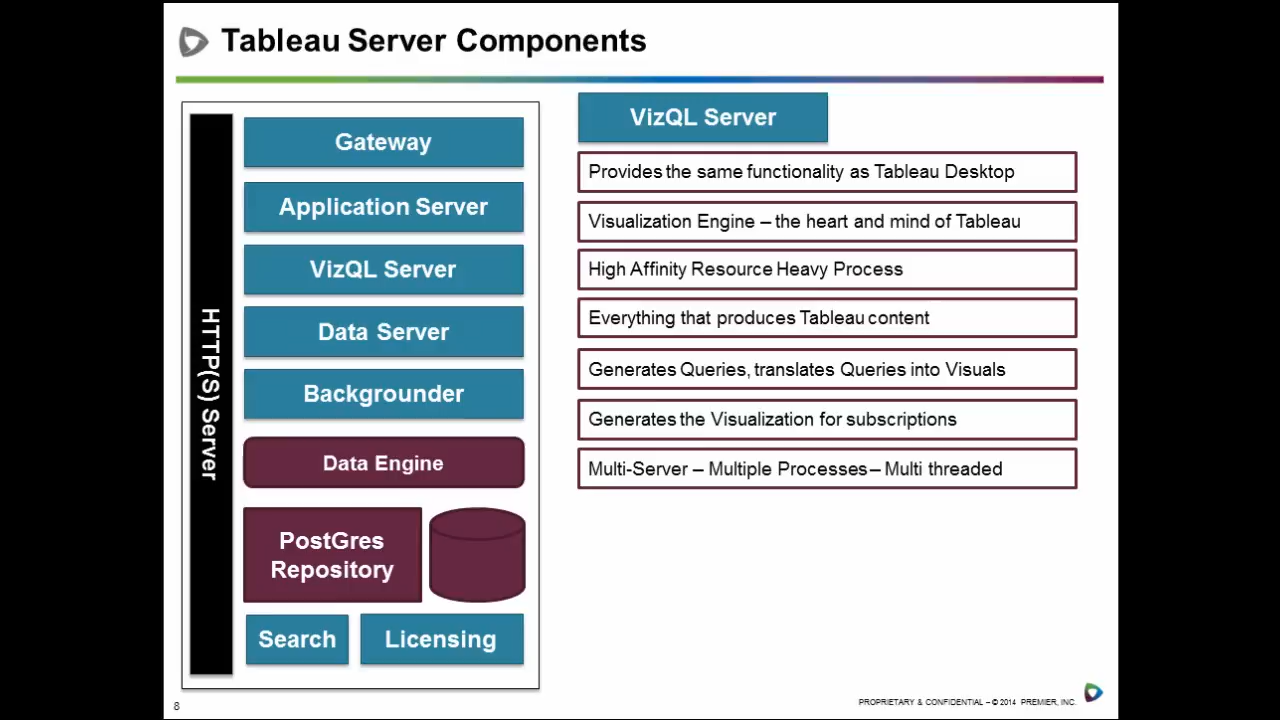 Tableau Server Components
HTTP(S) Server
Gateway
Application Server
VizQL Server
Data Server
Backgrounder
Data Engine
PostGres
Repository
Search
Licensing
VizQL Server
Provides the same functionality as Tableau Desktop
Visualization Engine – the heart and mind of Tableau
High Affinity Resource Heavy Process
Everything that produces Tableau content
Generates Queries, translates Queries into Visuals
Generates the Visualization for subscriptions
Multi-Server – Multiple Processes – Multi threaded
8
PROPRIETARY & CONFIDENTIAL – © 2014 PREMIER, INC.